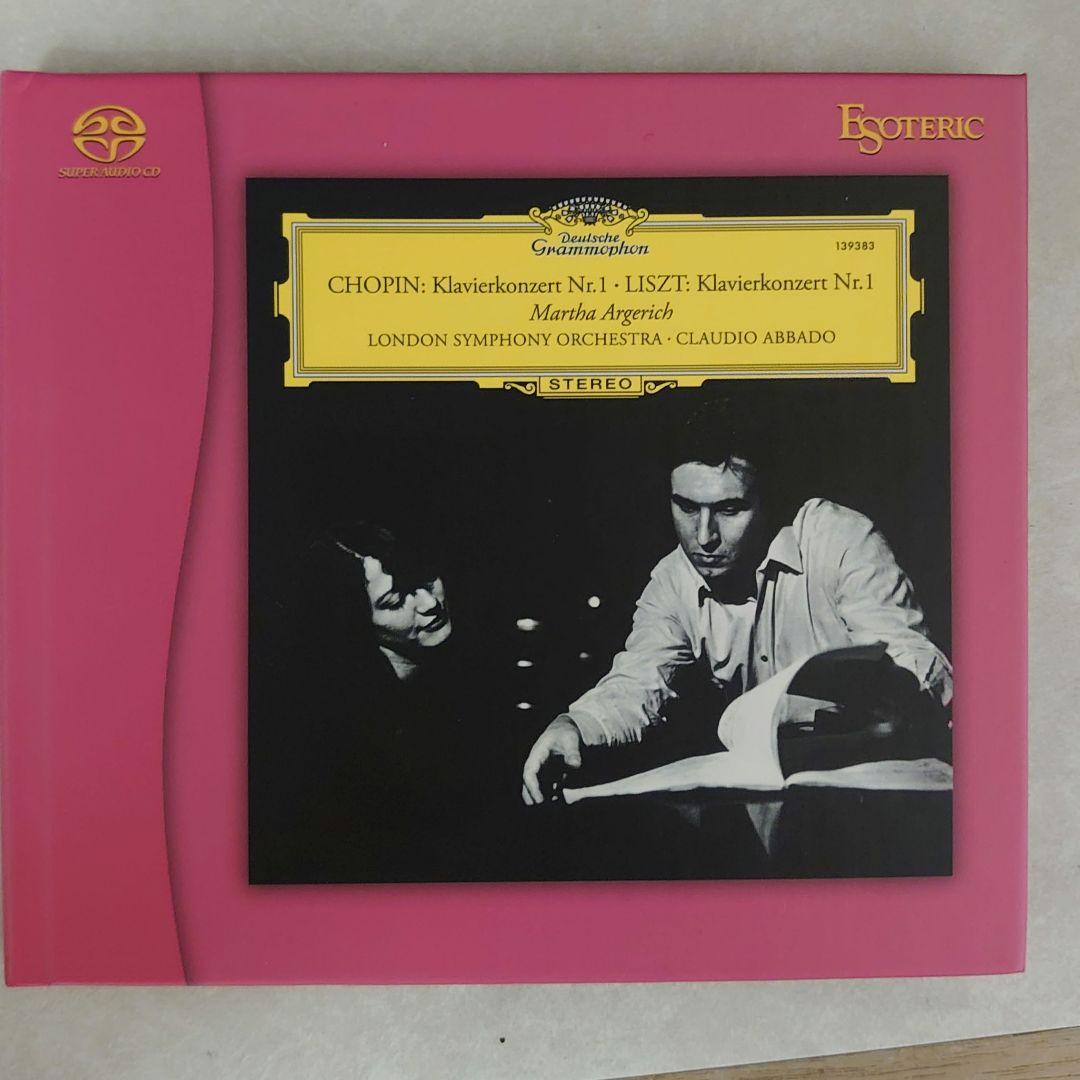 SUPER AUDIO CD
ESOTERIC
Deutsche
Grammophon
139383
CHOPIN: Klavierkonzert Nr. 1 · LISZT: Klavierkonzert Nr. 1
Martha Argerich
LONDON SYMPHONY ORCHESTRA · CLAUDIO ABBADO
STEREO